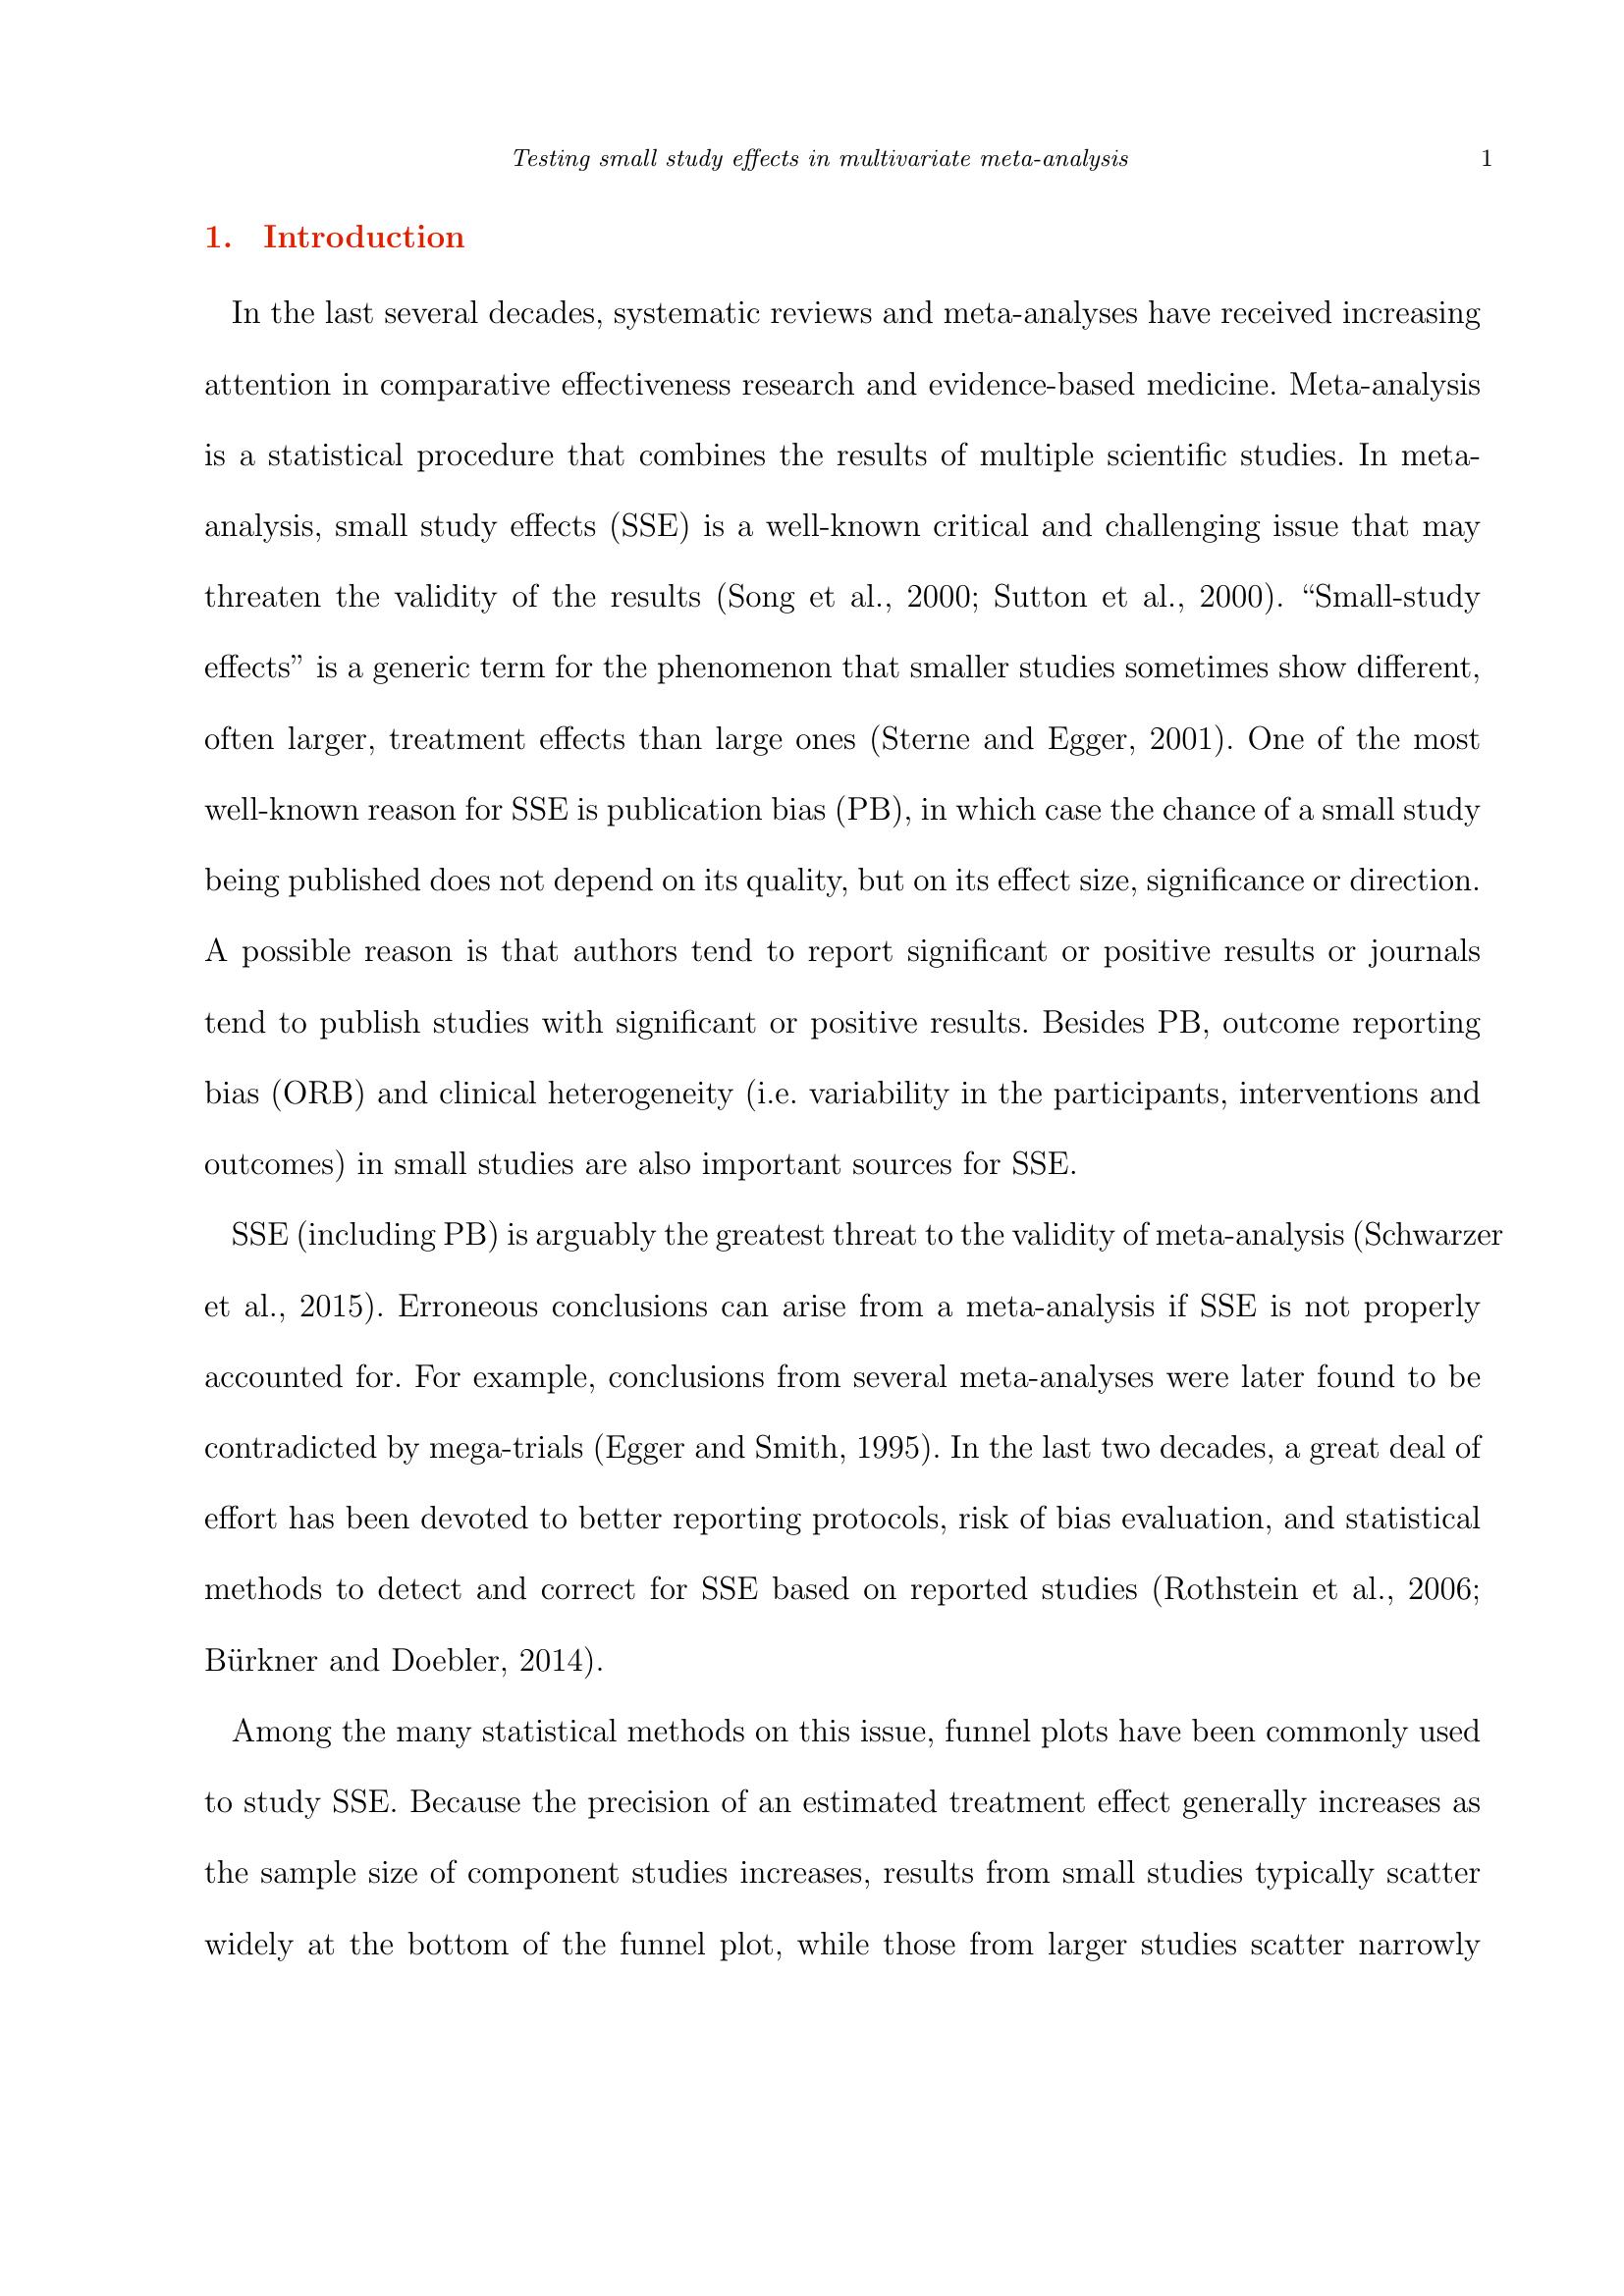 Testing small study effects in multivariate meta-analysis 1
1. Introduction
In the last several decades, systematic reviews and meta-analyses have received increasing
attention in comparative effectiveness research and evidence-based medicine. Meta-analysis
is a statistical procedure that combines the results of multiple scientific studies. In meta-
analysis, small study effects (SSE) is a well-known critical and challenging issue that may
threaten the validity of the results (Song et al., 2000; Sutton et al., 2000). “Small-study
effects” is a generic term for the phenomenon that smaller studies sometimes show different,
often larger, treatment effects than large ones (Sterne and Egger, 2001). One of the most
well-known reason for SSE is publication bias (PB), in which case the chance of a small study
being published does not depend on its quality, but on its effect size, significance or direction.
A possible reason is that authors tend to report significant or positive results or journals
tend to publish studies with significant or positive results. Besides PB, outcome reporting
bias (ORB) and clinical heterogeneity (i.e. variability in the participants, interventions and
outcomes) in small studies are also important sources for SSE.
SSE (including PB) is arguably the greatest threat to the validity of meta-analysis (Schwarzer
et al., 2015). Erroneous conclusions can arise from a meta-analysis if SSE is not properly
accounted for. For example, conclusions from several meta-analyses were later found to be
contradicted by mega-trials (Egger and Smith, 1995). In the last two decades, a great deal of
effort has been devoted to better reporting protocols, risk of bias evaluation, and statistical
methods to detect and correct for SSE based on reported studies (Rothstein et al., 2006;
Bürkner and Doebler, 2014).
Among the many statistical methods on this issue, funnel plots have been commonly used
to study SSE. Because the precision of an estimated treatment effect generally increases as
the sample size of component studies increases, results from small studies typically scatter
widely at the bottom of the funnel plot, while those from larger studies scatter narrowly